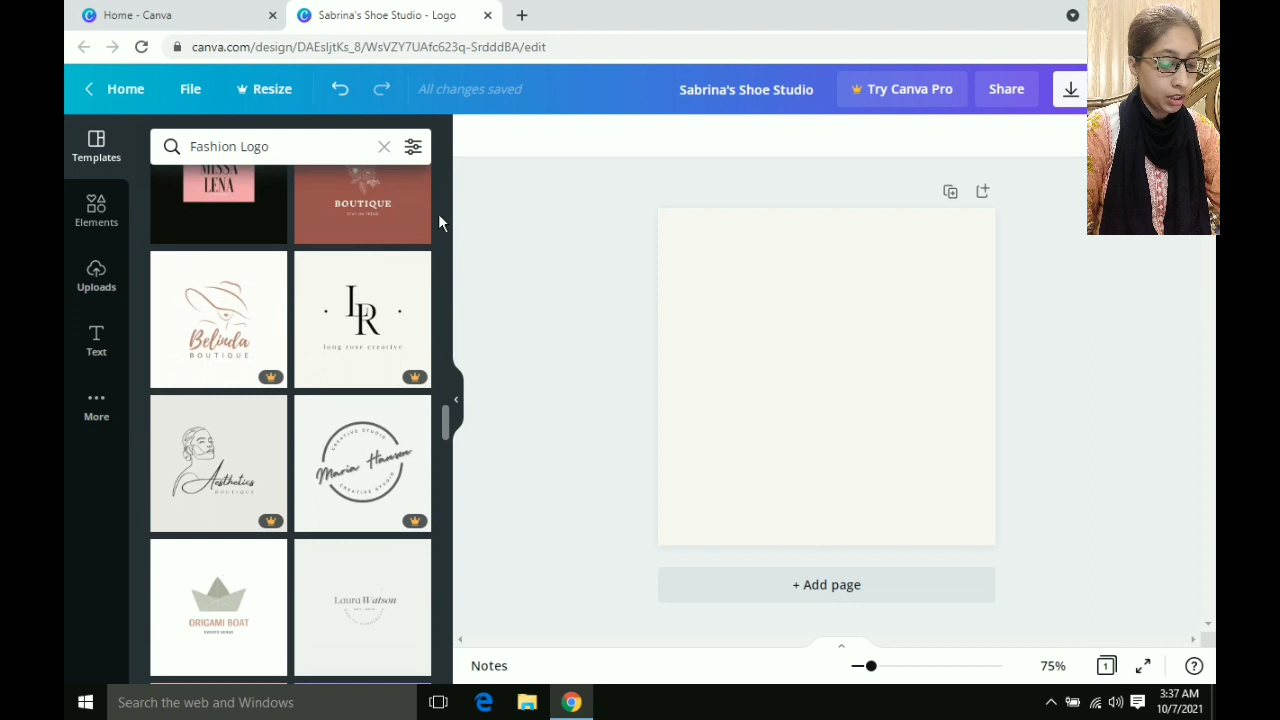 Home - Canva
Sabrina's Shoe Studio - Logo
canva.com/design/DAEsljtKs_8/WsVZY7UAfc623q-SrdddBA/edit
Home
File
Resize
All changes saved
Sabrina's Shoe Studio
Try Canva Pro
Share
Templates
Elements
Uploads
Text
More
Fashion Logo
MISSA
LENA
BOUTIQUE
Belinda
BOUTIQUE
LR
long rose creative
Aesthetics
BOUTIQUE
CREATIVE STUDIO
Maria Hansen
CREATIVE STUDIO
ORIGAMI BOAT
Laura Watson
+ Add page
Notes
75%
1
Search the web and Windows
3:37 AM
10/7/2021